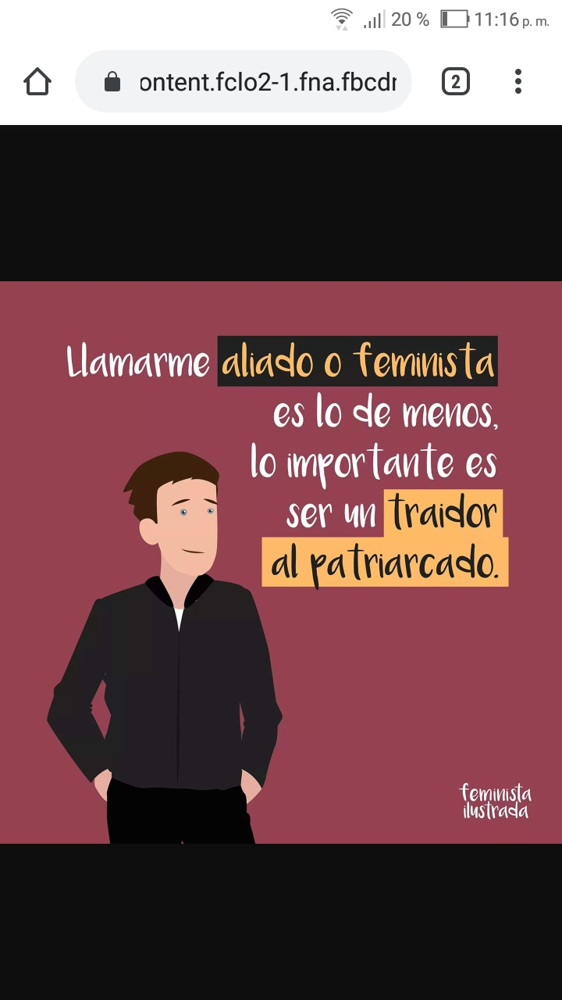 20 % 11:16 p. m.
ontent.fclo2-1.fna.fbcdn
2
Llamarme aliado o feminista
es lo de menos,
lo importante es
ser un traidor
al patriarcado.
feminista
ilustrada